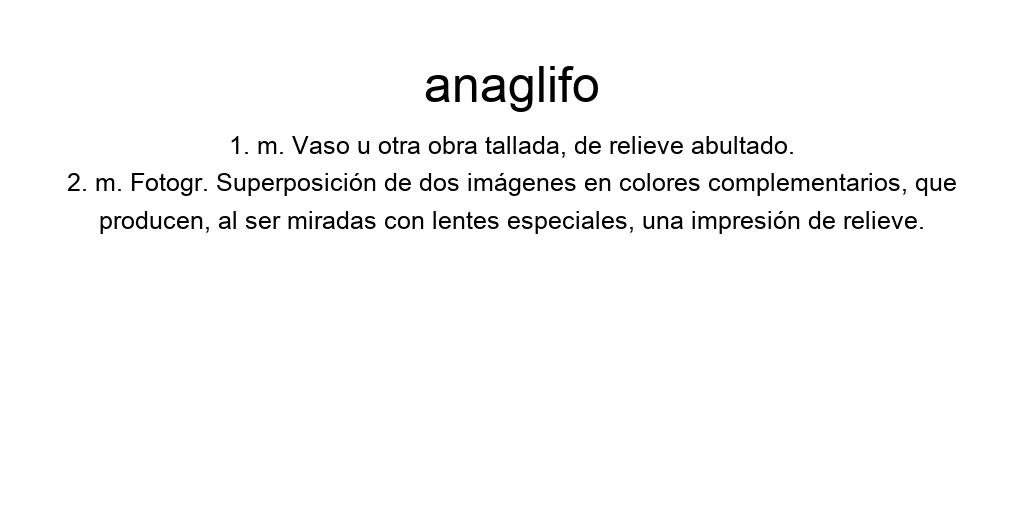 anaglifo
1. m. Vaso u otra obra tallada, de relieve abultado.
2. m. Fotogr. Superposición de dos imágenes en colores complementarios, que
producen, al ser miradas con lentes especiales, una impresión de relieve.